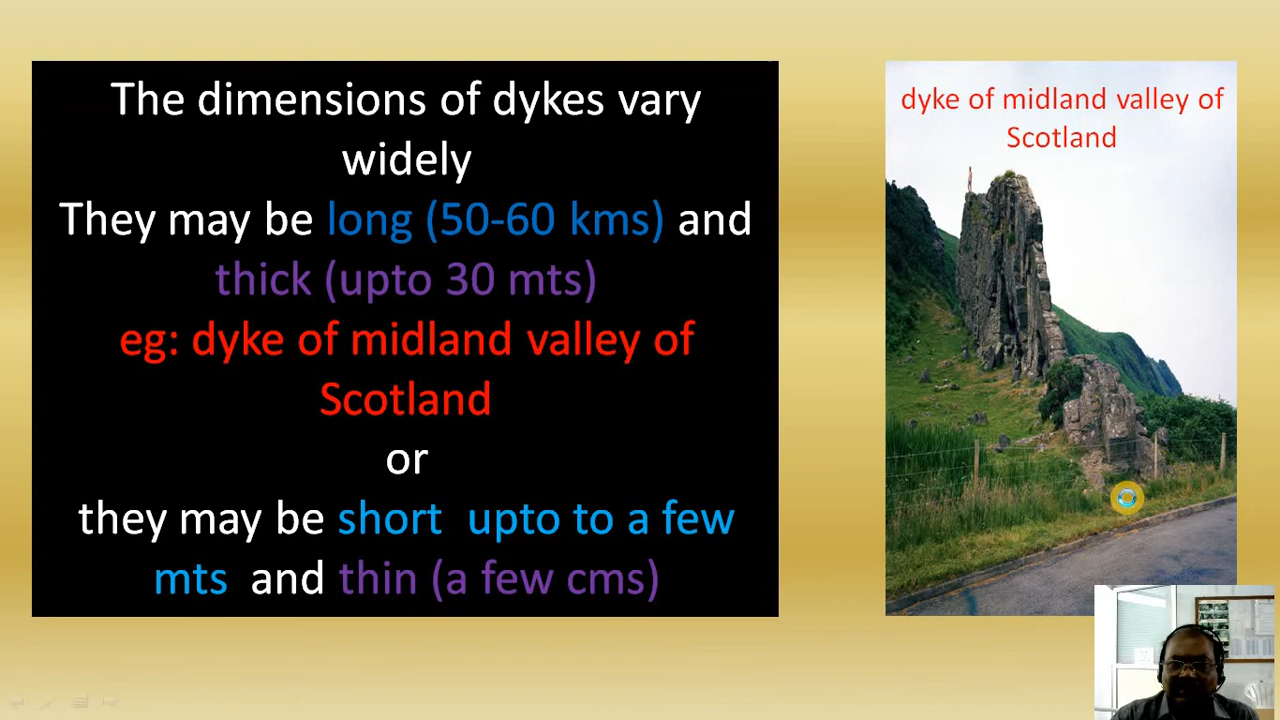 The dimensions of dykes vary
widely
They may be long (50-60 kms) and
thick (upto 30 mts)
eg: dyke of midland valley of
Scotland
or
they may be short  upto to a few
mts  and thin (a few cms)
dyke of midland valley of
Scotland